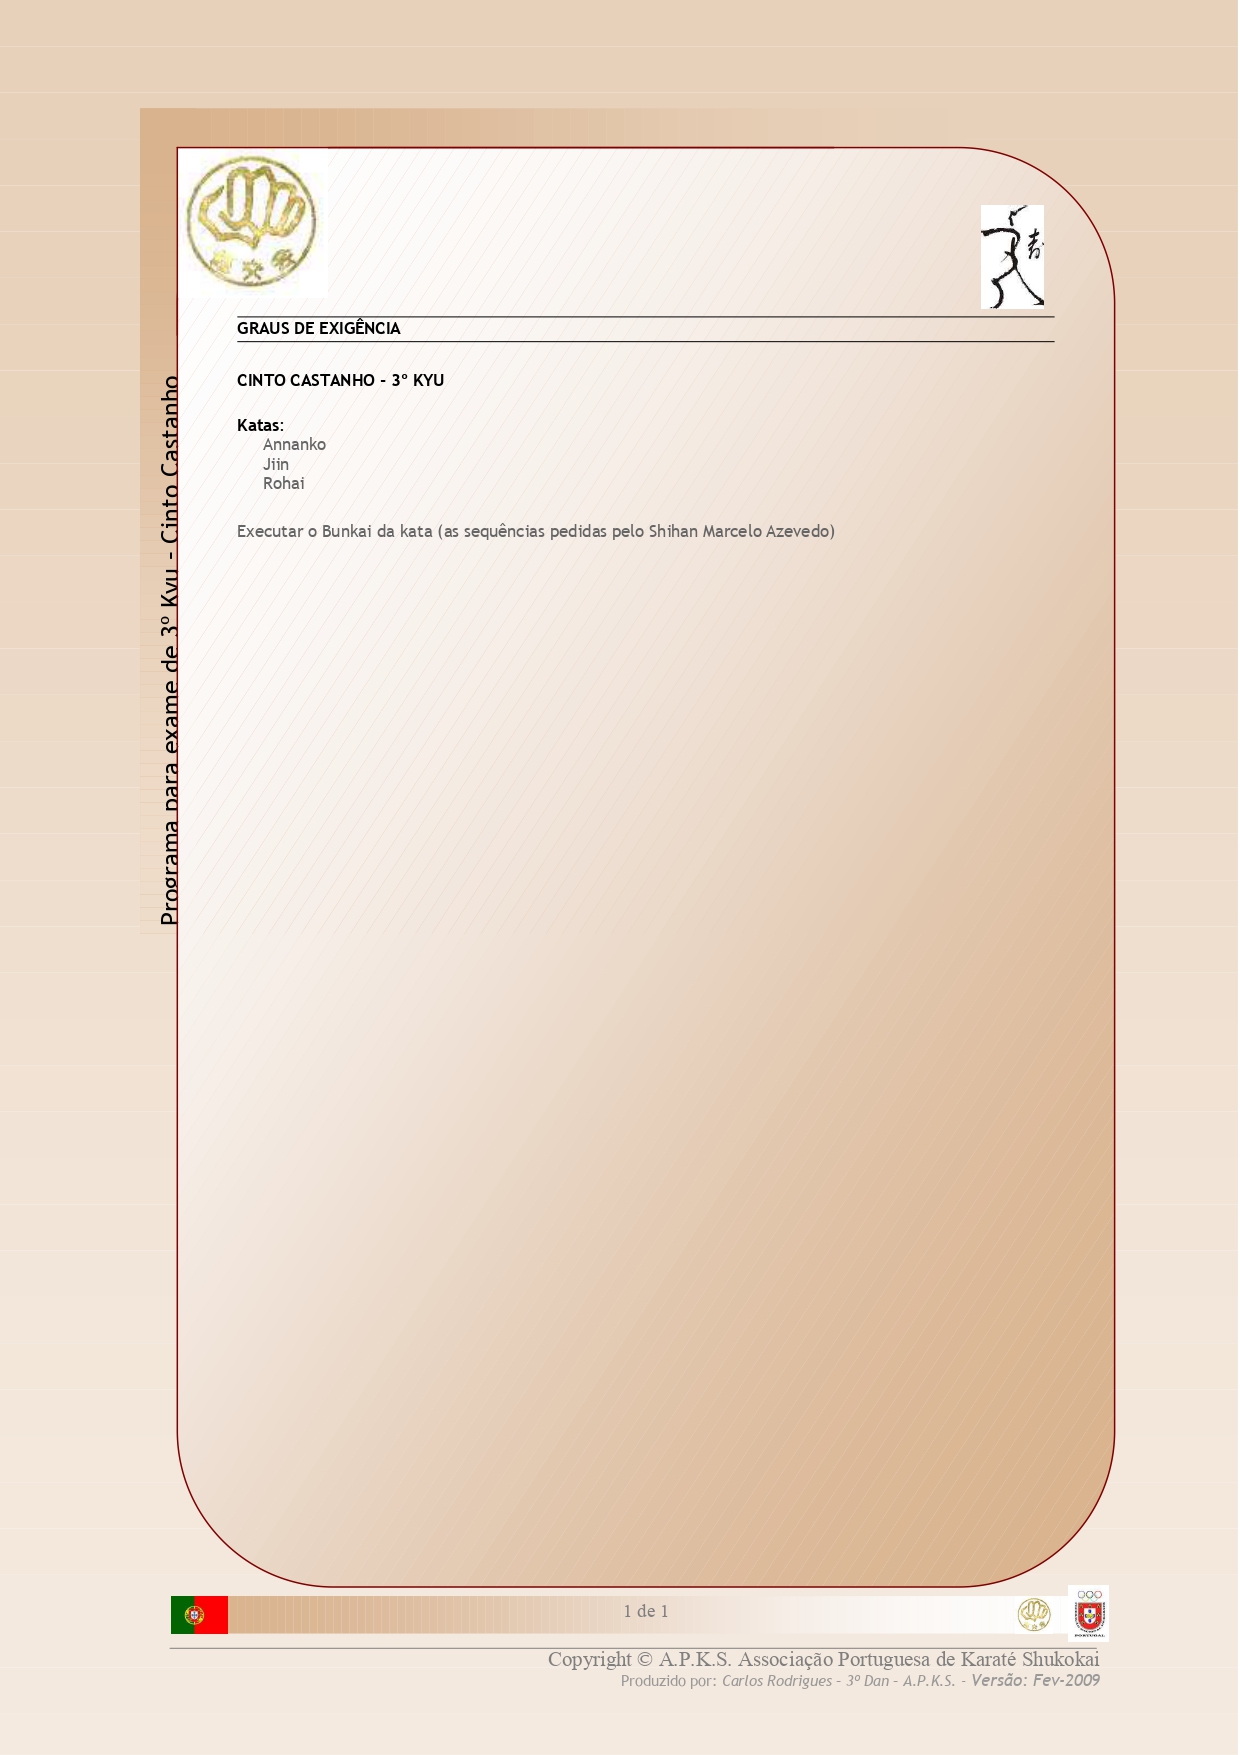 Programa para exame de 3º Kyu - Cinto Castanho
GRAUS DE EXIGÊNCIA
CINTO CASTANHO - 3º KYU
Katas:
Annanko
Jiin
Rohai
Executar o Bunkai da kata (as sequências pedidas pelo Shihan Marcelo Azevedo)
1 de 1
PORTUGAL
Copyright © A.P.K.S. Associação Portuguesa de Karaté Shukokai
Produzido por: Carlos Rodrigues – 3º Dan – A.P.K.S. - Versão: Fev-2009